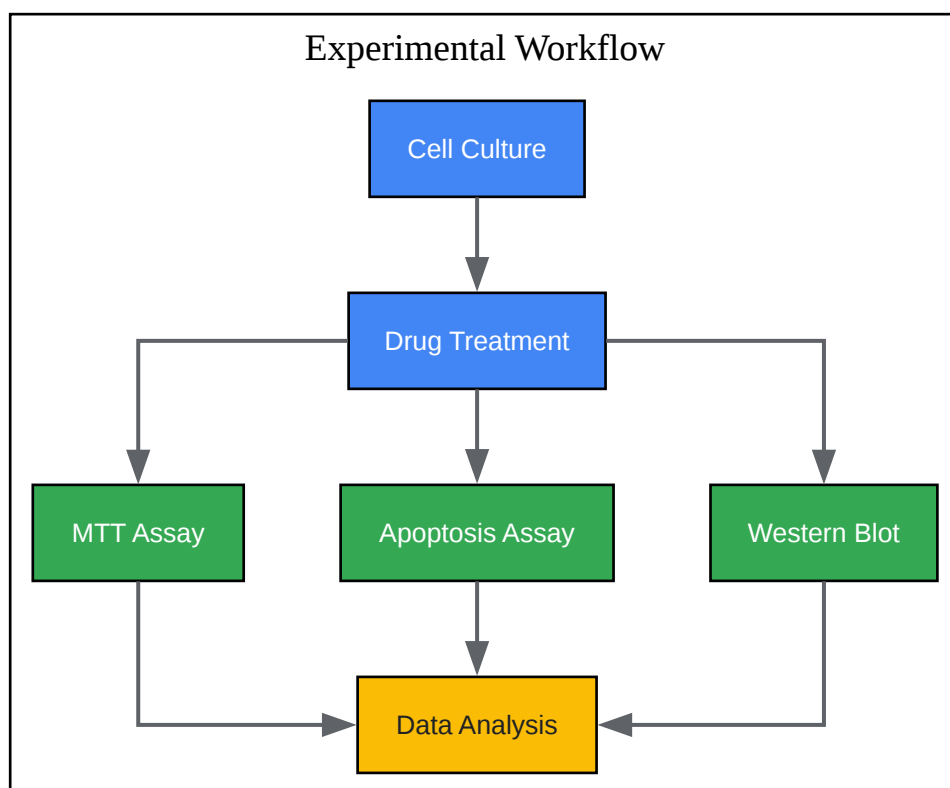 Experimental Workflow
Cell Culture
Drug Treatment
MTT Assay
Apoptosis Assay
Western Blot
Data Analysis